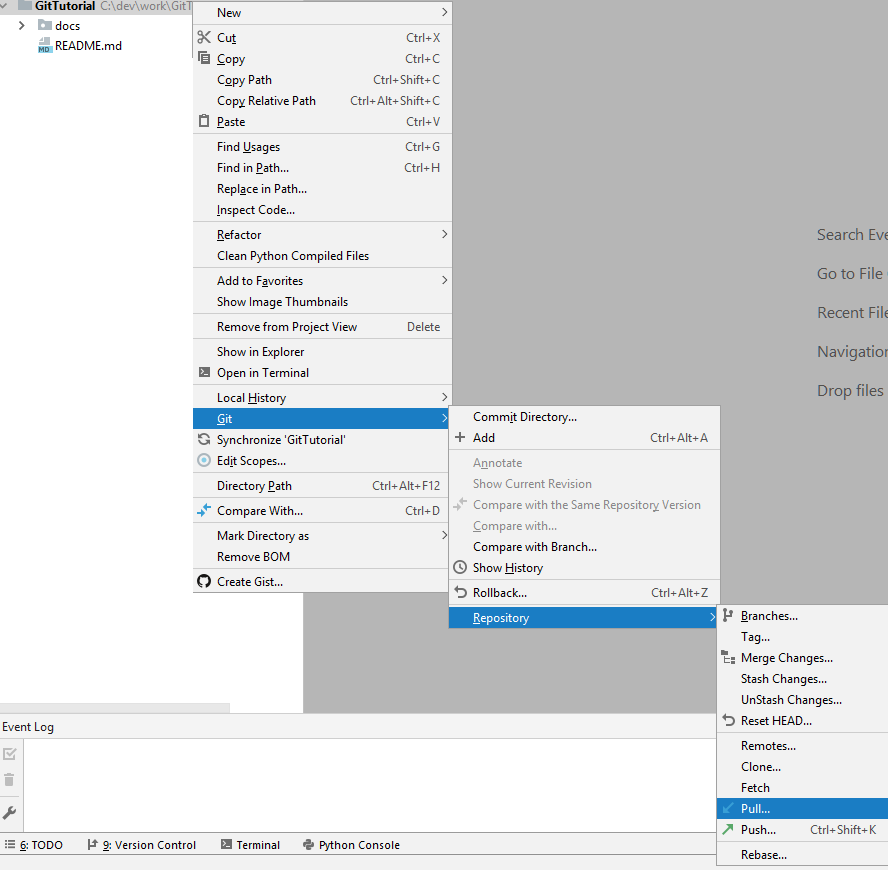 GitTutorial C:\dev\work\GitT
docs
README.md
New
Cut Ctrl+X
Copy Ctrl+C
Copy Path Ctrl+Shift+C
Copy Relative Path Ctrl+Alt+Shift+C
Paste Ctrl+V
Find Usages Ctrl+G
Find in Path... Ctrl+H
Replace in Path...
Inspect Code...
Refactor
Clean Python Compiled Files
Add to Favorites
Show Image Thumbnails
Remove from Project View Delete
Show in Explorer
Open in Terminal
Local History
Git
Synchronize 'GitTutorial'
Edit Scopes...
Directory Path Ctrl+Alt+F12
Compare With... Ctrl+D
Mark Directory as
Remove BOM
Create Gist...
Commit Directory...
Add Ctrl+Alt+A
Annotate
Show Current Revision
Compare with the Same Repository Version
Compare with...
Compare with Branch...
Show History
Rollback... Ctrl+Alt+Z
Repository
Branches...
Tag...
Merge Changes...
Stash Changes...
UnStash Changes...
Reset HEAD...
Remotes...
Clone...
Fetch
Pull...
Push... Ctrl+Shift+K
Rebase...
Search Eve
Go to File
Recent File
Navigation
Drop files
Event Log
6: TODO 9: Version Control Terminal Python Console